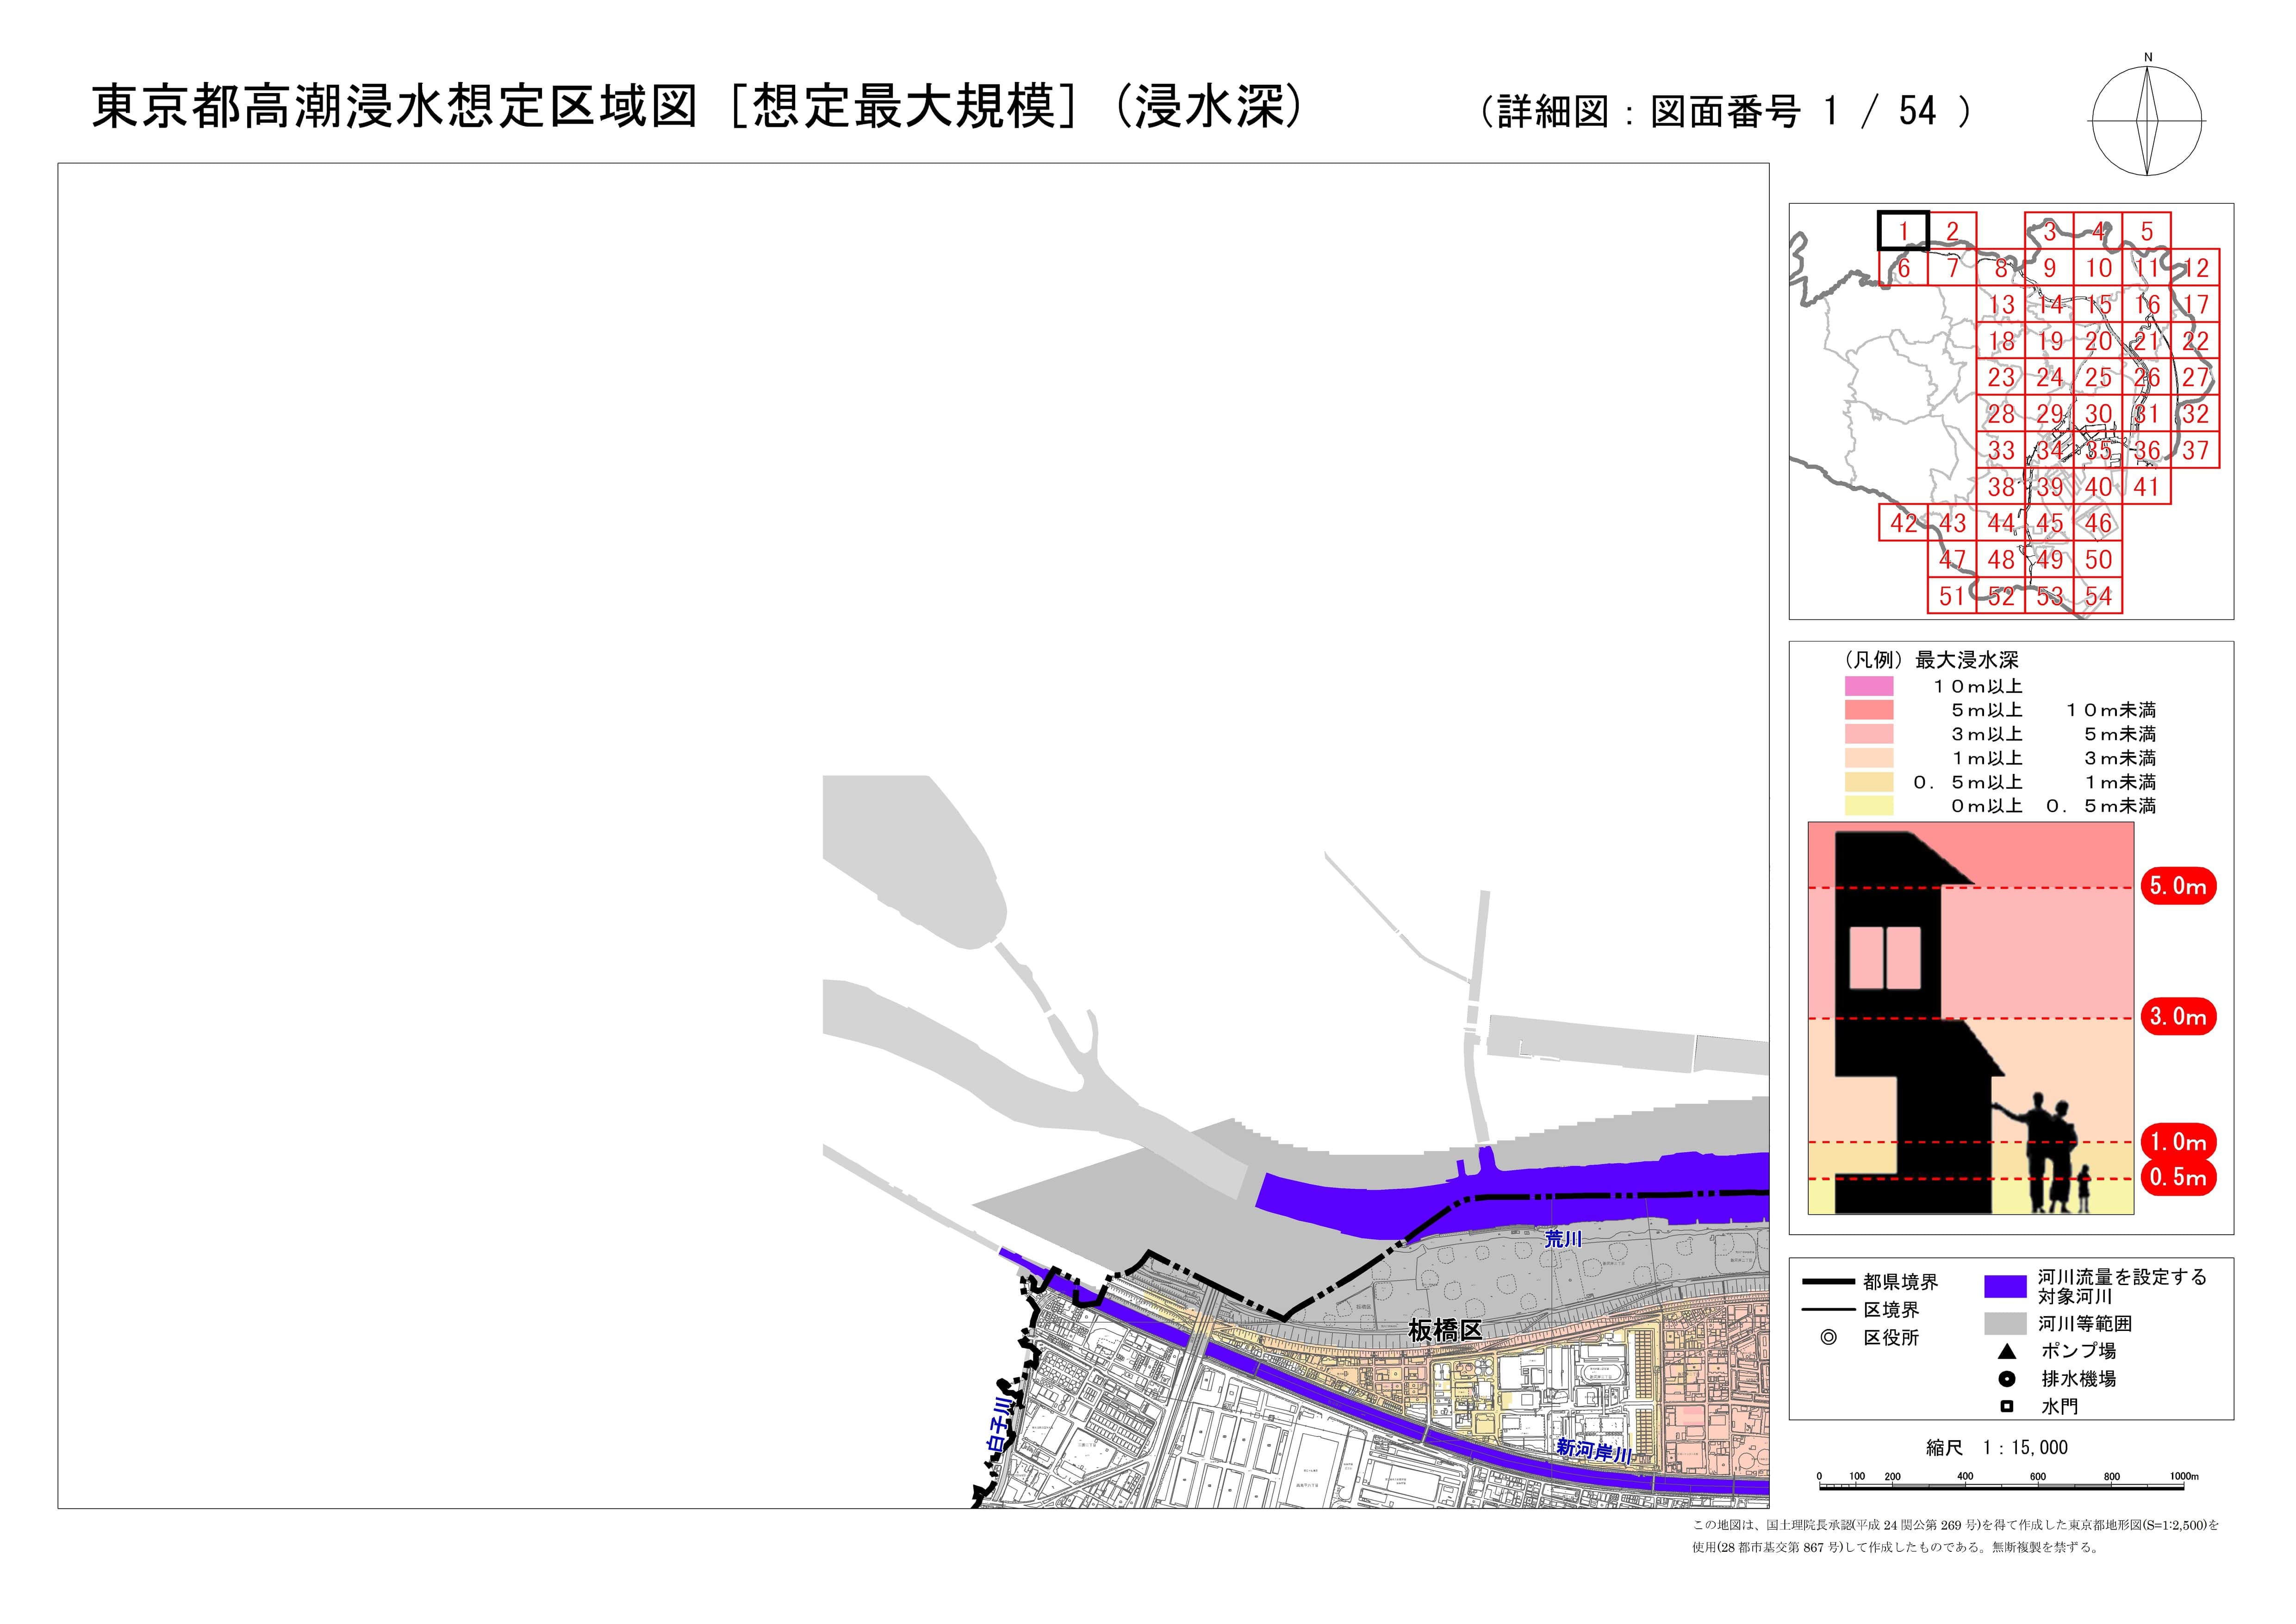 東京都高潮浸水想定区域図［想定最大規模］（浸水深）
（詳細図：図面番号 1 / 54 ）
N
1 2 3 4 5
6 7 8 9 10 11 12
13 14 15 16 17
18 19 20 21 22
23 24 25 26 27
28 29 30 31 32
33 34 35 36 37
38 39 40 41
42 43 44 45 46
47 48 49 50
51 52 53 54
（凡例）最大浸水深
１０ｍ以上
５ｍ以上 １０ｍ未満
３ｍ以上 ５ｍ未満
１ｍ以上 ３ｍ未満
０．５ｍ以上 １ｍ未満
０ｍ以上 ０．５ｍ未満
5.0m
3.0m
1.0m
0.5m
荒川
板橋区
白子川
新河岸川
都県境界
区境界
区役所
河川流量を設定する
対象河川
河川等範囲
ポンプ場
排水機場
水門
縮尺 1：15,000
0 100 200 400 600 800 1000m
この地図は、国土理院長承認(平成 24 関公第 269 号)を得て作成した東京都地形図(S=1:2,500)を
使用(28 都市基交第 867 号)して作成したものである。無断複製を禁ずる。